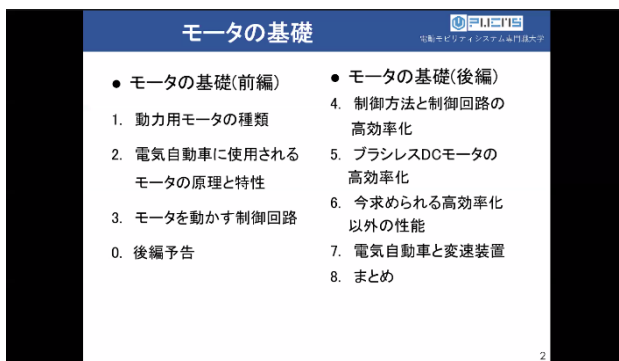 モータの基礎
電動モビリティシステム専門職大学
● モータの基礎(前編)
1. 動力用モータの種類
2. 電気自動車に使用される
モータの原理と特性
3. モータを動かす制御回路
0. 後編予告
● モータの基礎(後編)
4. 制御方法と制御回路の
高効率化
5. ブラシレスDCモータの
高効率化
6. 今求められる高効率化
以外の性能
7. 電気自動車と変速装置
8. まとめ
2